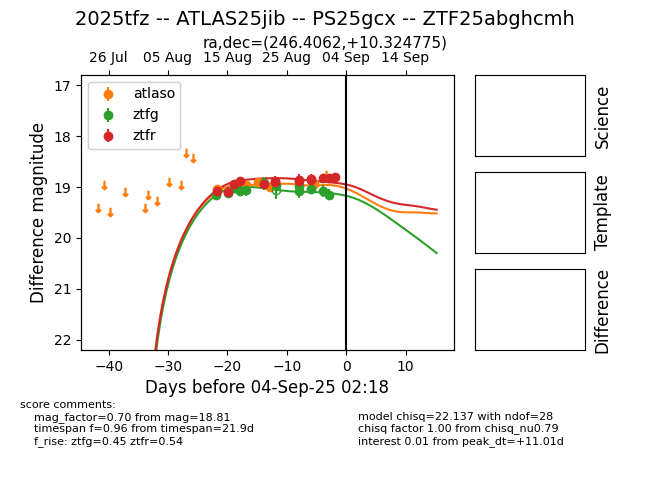 2025tfz -- ATLAS25jib -- PS25gcx -- ZTF25abghcmh
ra,dec=(246.4062,+10.324775)
26 Jul 05 Aug 15 Aug 25 Aug 04 Sep 14 Sep
atlaso
ztfg
ztfr
17
18
19
20
21
22
Difference magnitude
−40 −30 −20 −10 0 10
Days before 04-Sep-25 02:18
Science
Template
Difference
score comments:
mag_factor=0.70 from mag=18.81
timespan f=0.96 from timespan=21.9d
f_rise: ztfg=0.45 ztfr=0.54
model chisq=22.137 with ndof=28
chisq factor 1.00 from chisq_nu0.79
interest 0.01 from peak_dt=+11.01d